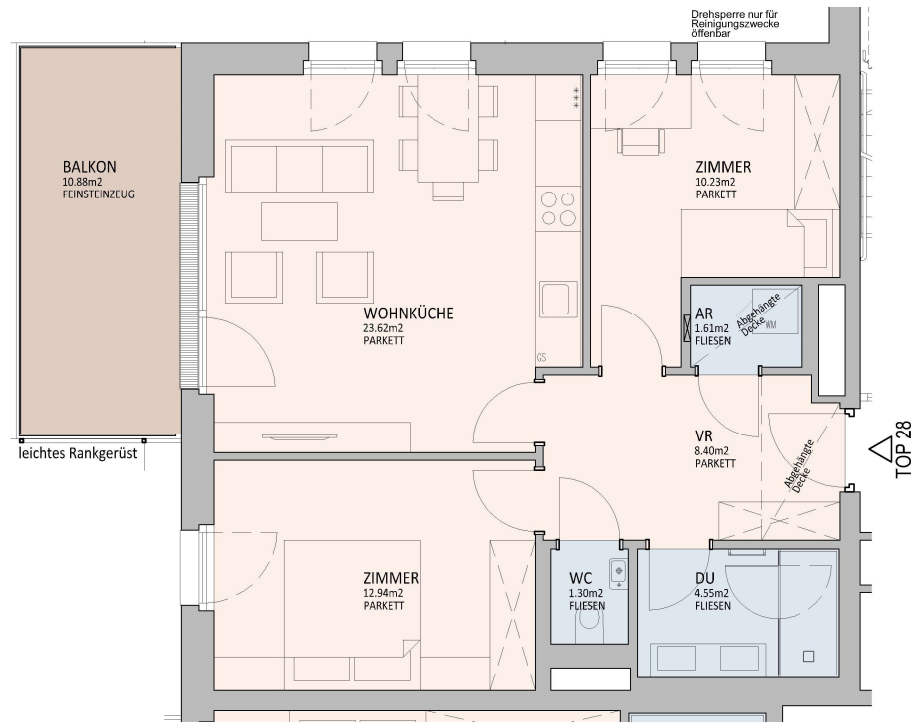 Drehsperre nur für
Reinigungszwecke
öffenbar
BALKON
10.88m2
FEINSTEINZEUG
ZIMMER
10.23m2
PARKETT
WOHNKÜCHE
23.62m2
PARKETT
GS
AR
1.61m2
FLIESEN
Abgehängte
Decke
WM
VR
8.40m2
PARKETT
Abgehängte
Decke
TOP 28
leichtes Rankgerüst
ZIMMER
12.94m2
PARKETT
WC
1.30m2
FLIESEN
DU
4.55m2
FLIESEN